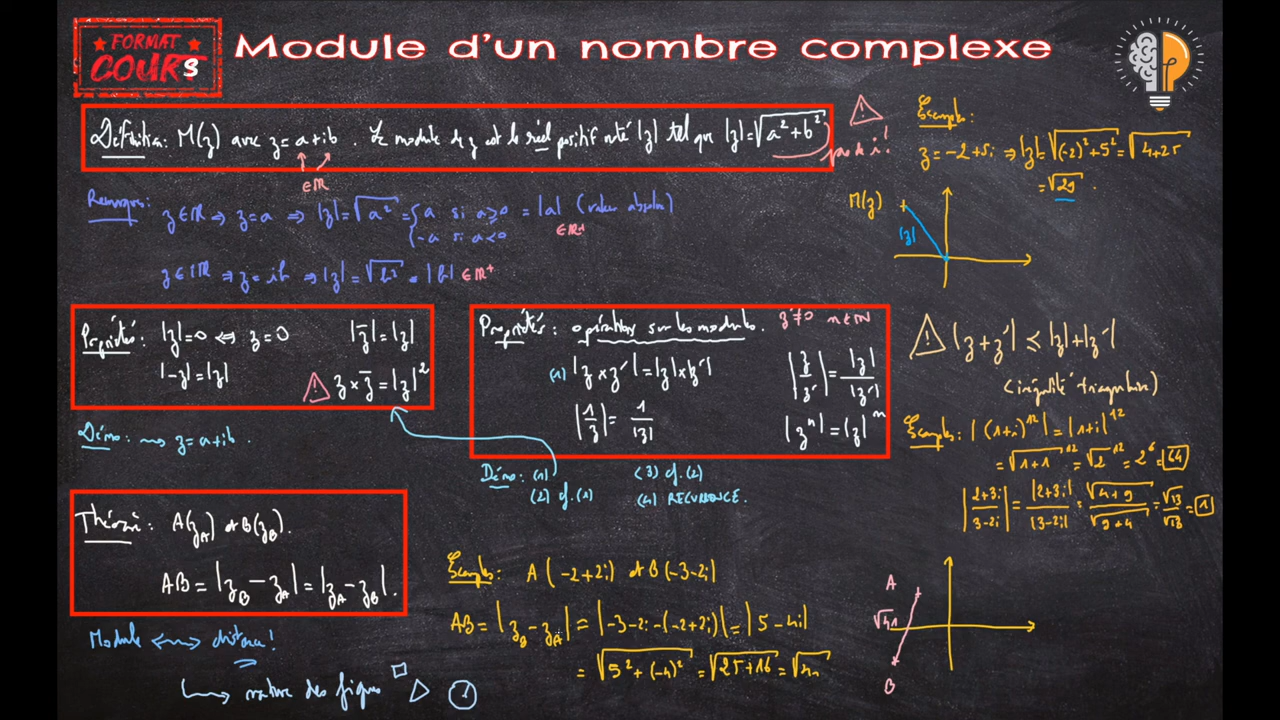 FORMAT
COURTS
Module d'un nombre complexe
Définition: M(z) avec z = a+ib. Le module de z est le réel positif noté |z| tel que |z| = √(a²+b²)
pas de i!
∈ℝ
Remarques: z∈ℝ ⇒ z=a ⇒ |z| = √a² = {a si a≥0 = |a| (valeur absolue)
-a si a<0
∈ℝ+
z∈iℝ ⇒ z=ib ⇒ |z| = √b² = |b| ∈ℝ+
Exemple:
z = -2+5i ⇒ |z| = √((-2)²+5²) = √(4+25)
= √29.
M(z)
|z|
Propriétés: |z|=0 ⇔ z=0 |z̄| = |z|
|-z| = |z| ⚠ z × z̄ = |z|²
Démo: ⟿ z = a+ib.
Propriétés: opérations sur les modules. z'≠0 n∈ℕ
(1) |z × z'| = |z| × |z'| |z/z'| = |z|/|z'|
|1/z| = 1/|z| |zⁿ| = |z|ⁿ
Démo: (1) (3) cf. (2)
(2) cf. (1) (4) RECURRENCE.
⚠ |z+z'| ≤ |z|+|z'|
(inégalité triangulaire)
Exemples: |(1+i)¹²| = |1+i|¹²
= √(1+1)¹² = √2¹² = 2⁶ = 64
|(2+3i)/(3-2i)| = |2+3i|/|3-2i| = √(4+9)/√(9+4) = √13/√13 = 1
Théorème: A(z_A) et B(z_B).
AB = |z_B - z_A| = |z_A - z_B|.
Module ↔ distance!
↳ nature des figures
Exemples: A(-2+2i) et B(-3-2i)
AB = |z_B - z_A| = |-3-2i-(-2+2i)| = |5-4i|
= √(5²+(-4)²) = √(25+16) = √41
A
√41
B